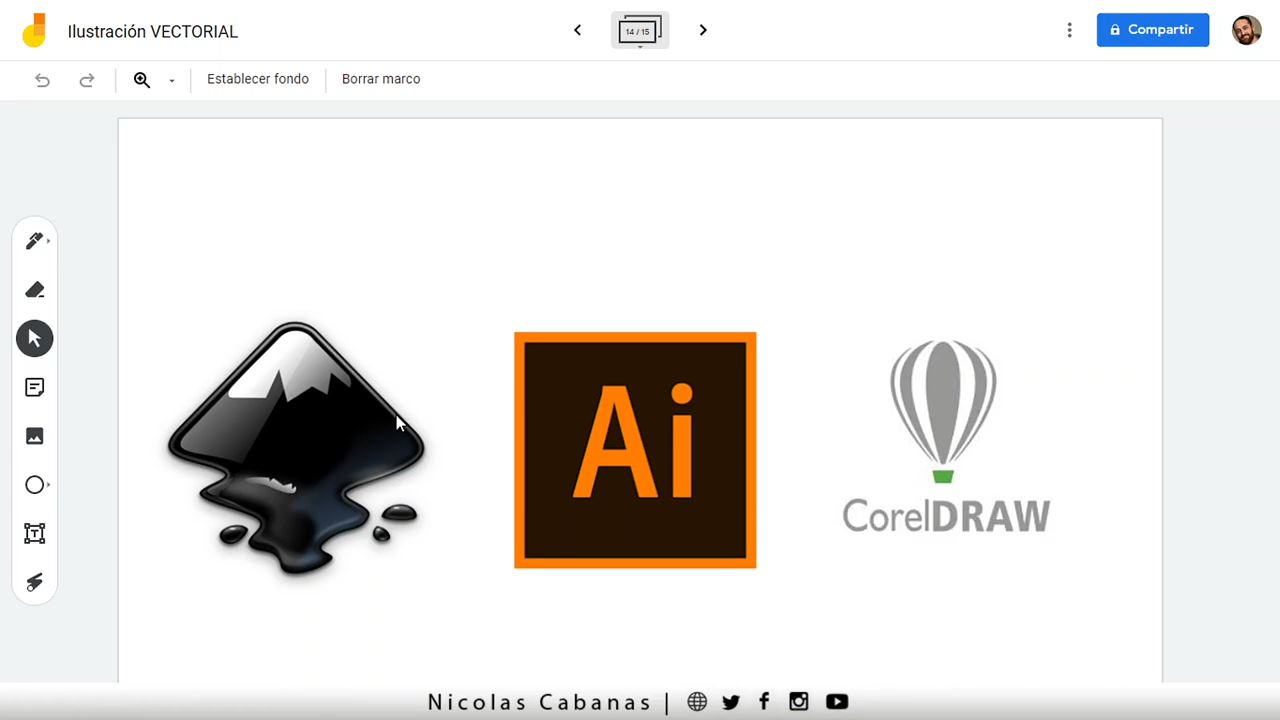 Ilustración VECTORIAL
14 / 15
Compartir
Establecer fondo
Borrar marco
T
Ai
CorelDRAW
Nicolas Cabanas |